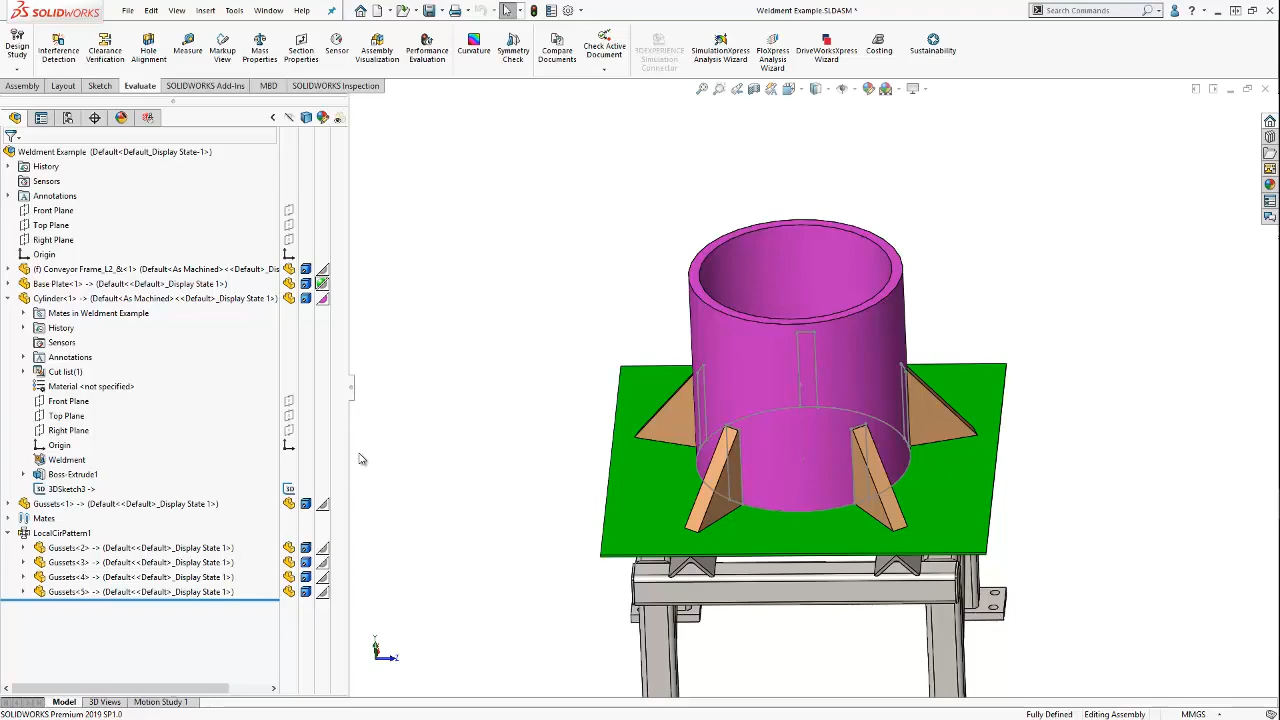 SOLIDWORKS File Edit View Insert Tools Window Help Weldment Example.SLDASM * Search Commands
Design Study
Interference Detection
Clearance Verification
Hole Alignment
Measure
Markup View
Mass Properties
Section Properties
Sensor
Assembly Visualization
Performance Evaluation
Curvature
Symmetry Check
Compare Documents
Check Active Document
3DEXPERIENCE Simulation Connector
SimulationXpress Analysis Wizard
FloXpress Analysis Wizard
DriveWorksXpress Wizard
Costing
Sustainability
Assembly Layout Sketch Evaluate SOLIDWORKS Add-Ins MBD SOLIDWORKS Inspection
Weldment Example (Default<Default_Display State-1>)
History
Sensors
Annotations
Front Plane
Top Plane
Right Plane
Origin
(f) Conveyor Frame_L2_&<1> (Default<As Machined><<Default>_Dis
Base Plate<1> -> (Default<<Default>_Display State 1>)
Cylinder<1> -> (Default<As Machined><<Default>_Display State 1>)
Mates in Weldment Example
History
Sensors
Annotations
Cut list(1)
Material <not specified>
Front Plane
Top Plane
Right Plane
Origin
Weldment
Boss-Extrude1
3DSketch3 ->
Gussets<1> -> (Default<<Default>_Display State 1>)
Mates
LocalCirPattern1
Gussets<2> -> (Default<<Default>_Display State 1>)
Gussets<3> -> (Default<<Default>_Display State 1>)
Gussets<4> -> (Default<<Default>_Display State 1>)
Gussets<5> -> (Default<<Default>_Display State 1>)
Y
Z
Model 3D Views Motion Study 1
SOLIDWORKS Premium 2019 SP1.0 Fully Defined Editing Assembly MMGS